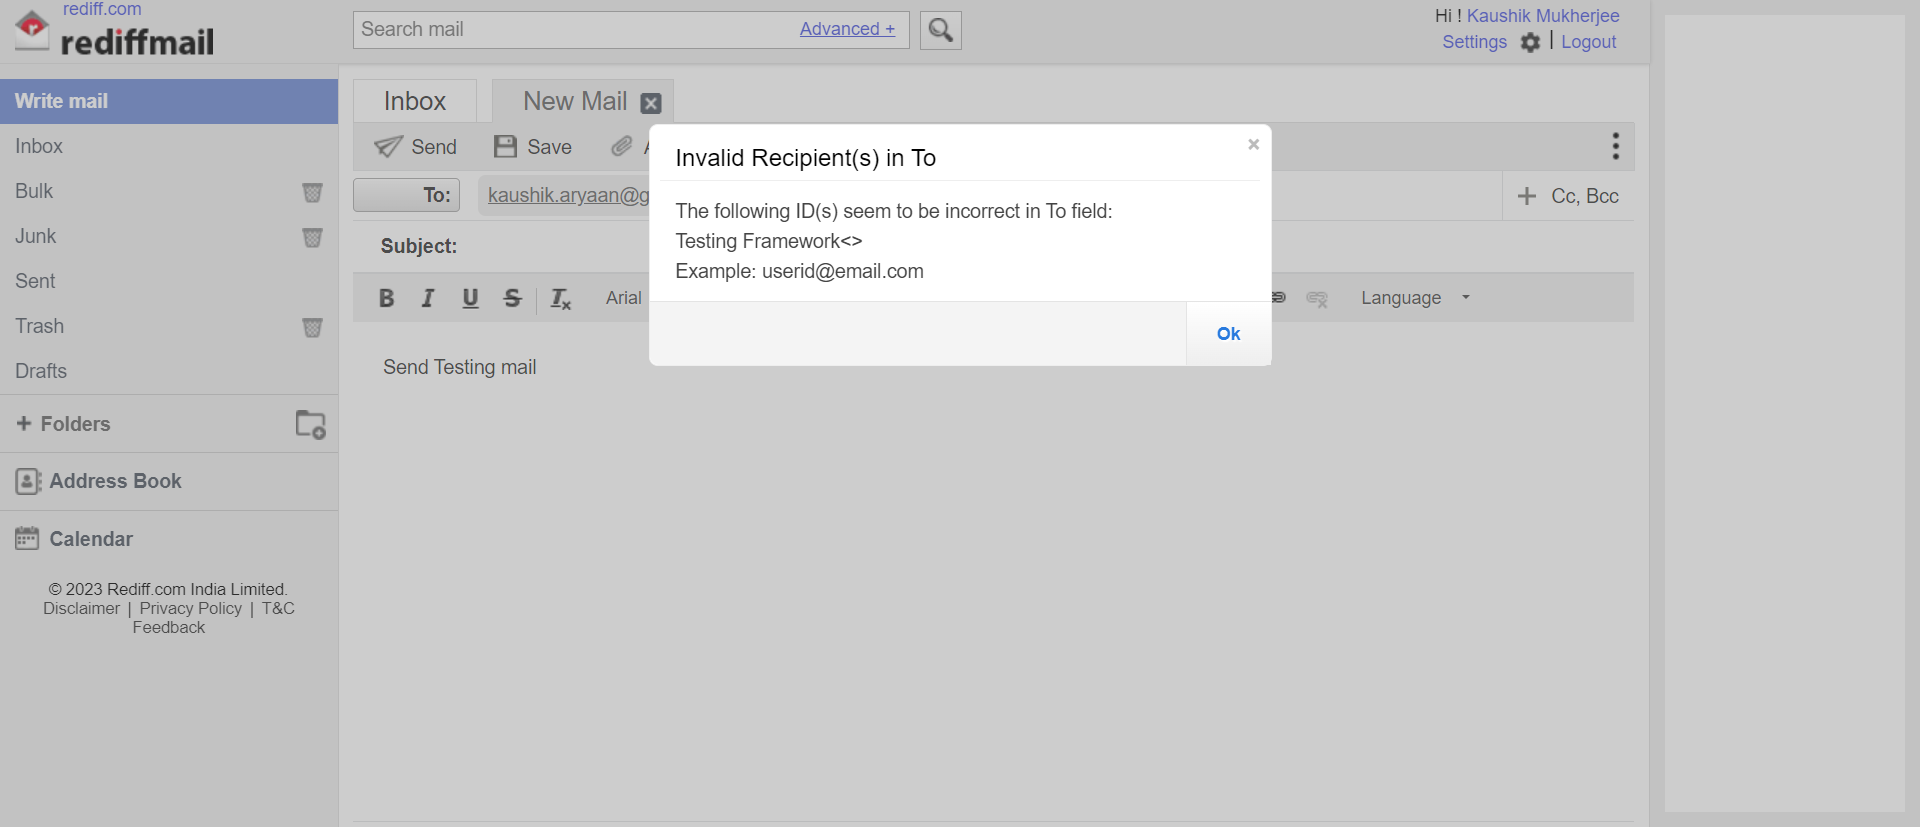 rediff.com
rediffmail
Search mail Advanced +
Hi ! Kaushik Mukherjee
Settings | Logout
Write mail
Inbox
Bulk
Junk
Sent
Trash
Drafts
+ Folders
Address Book
Calendar
© 2023 Rediff.com India Limited.
Disclaimer | Privacy Policy | T&C
Feedback
Inbox New Mail
Send Save
To: kaustik.aryaan@g
+ Cc, Bcc
Subject:
B I U S Tx Arial
Language
Send Testing mail
Invalid Recipient(s) in To ×
The following ID(s) seem to be incorrect in To field:
Testing Framework<>
Example: userid@email.com
Ok